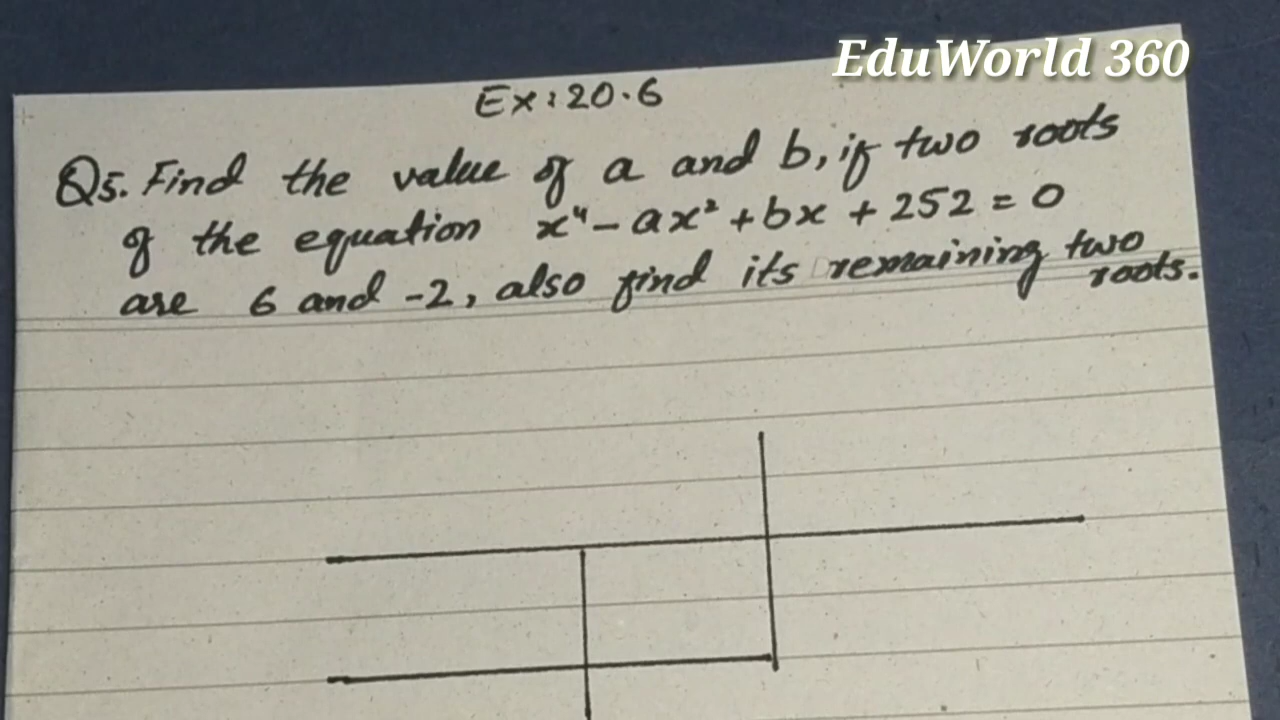 EduWorld 360
Ex: 20.6
Q5. Find the value of a and b, if two roots
of the equation x⁴ - ax² + bx + 252 = 0
are 6 and -2, also find its remaining two
roots.